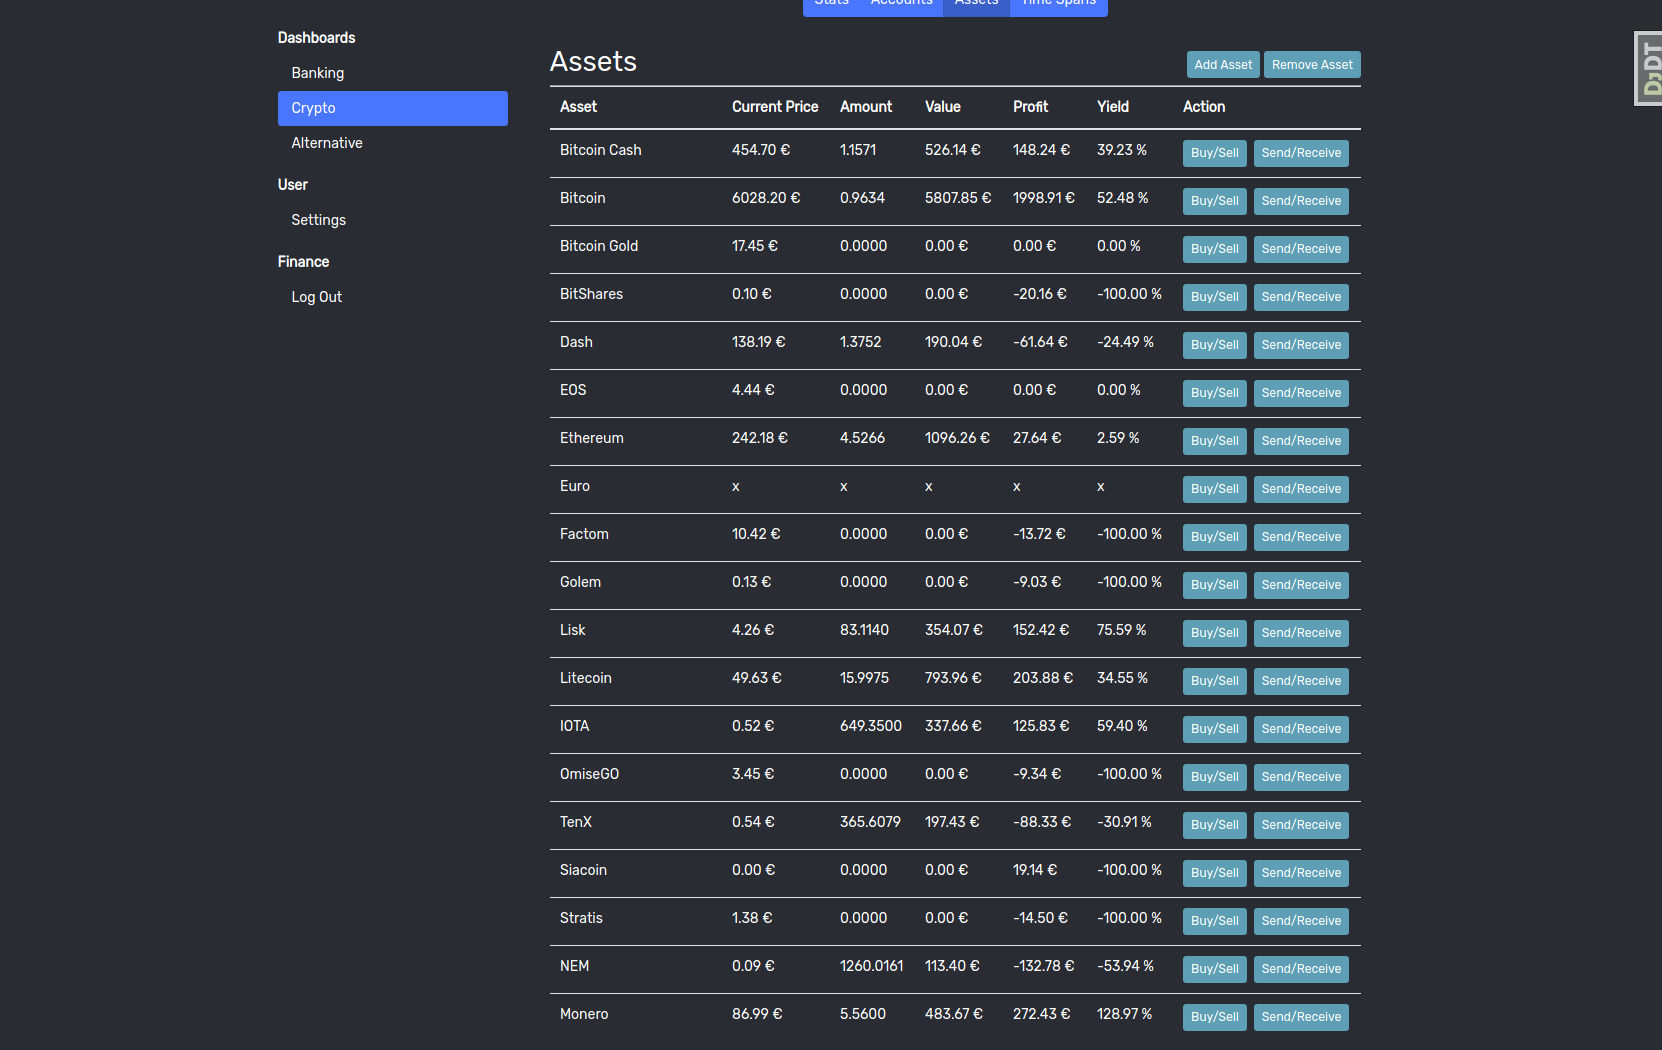 Stats Accounts Assets Time Spans
Dashboards
Banking
Crypto
Alternative
User
Settings
Finance
Log Out
DjDT
Assets Add Asset Remove Asset
Asset Current Price Amount Value Profit Yield Action
Bitcoin Cash 454.70 € 1.1571 526.14 € 148.24 € 39.23 % Buy/Sell Send/Receive
Bitcoin 6028.20 € 0.9634 5807.85 € 1998.91 € 52.48 % Buy/Sell Send/Receive
Bitcoin Gold 17.45 € 0.0000 0.00 € 0.00 € 0.00 % Buy/Sell Send/Receive
BitShares 0.10 € 0.0000 0.00 € -20.16 € -100.00 % Buy/Sell Send/Receive
Dash 138.19 € 1.3752 190.04 € -61.64 € -24.49 % Buy/Sell Send/Receive
EOS 4.44 € 0.0000 0.00 € 0.00 € 0.00 % Buy/Sell Send/Receive
Ethereum 242.18 € 4.5266 1096.26 € 27.64 € 2.59 % Buy/Sell Send/Receive
Euro x x x x x Buy/Sell Send/Receive
Factom 10.42 € 0.0000 0.00 € -13.72 € -100.00 % Buy/Sell Send/Receive
Golem 0.13 € 0.0000 0.00 € -9.03 € -100.00 % Buy/Sell Send/Receive
Lisk 4.26 € 83.1140 354.07 € 152.42 € 75.59 % Buy/Sell Send/Receive
Litecoin 49.63 € 15.9975 793.96 € 203.88 € 34.55 % Buy/Sell Send/Receive
IOTA 0.52 € 649.3500 337.66 € 125.83 € 59.40 % Buy/Sell Send/Receive
OmiseGO 3.45 € 0.0000 0.00 € -9.34 € -100.00 % Buy/Sell Send/Receive
TenX 0.54 € 365.6079 197.43 € -88.33 € -30.91 % Buy/Sell Send/Receive
Siacoin 0.00 € 0.0000 0.00 € 19.14 € -100.00 % Buy/Sell Send/Receive
Stratis 1.38 € 0.0000 0.00 € -14.50 € -100.00 % Buy/Sell Send/Receive
NEM 0.09 € 1260.0161 113.40 € -132.78 € -53.94 % Buy/Sell Send/Receive
Monero 86.99 € 5.5600 483.67 € 272.43 € 128.97 % Buy/Sell Send/Receive